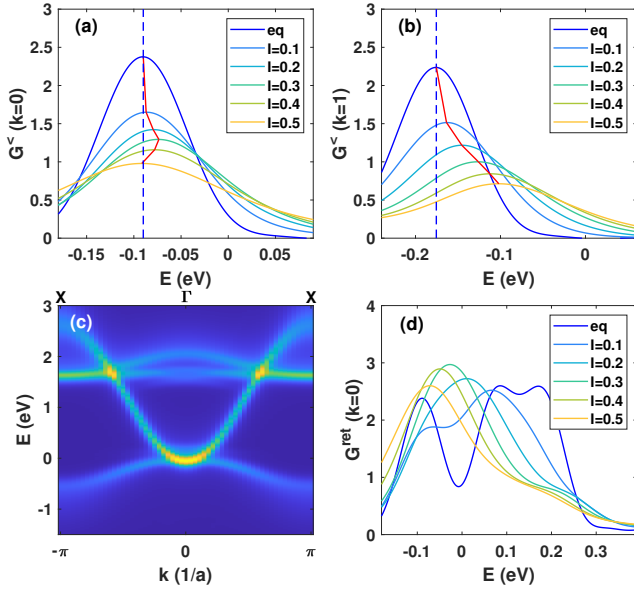 (a)
eq
I=0.1
I=0.2
I=0.3
I=0.4
I=0.5
3
2.5
2
1.5
1
0.5
0
-0.15
-0.1
-0.05
0
0.05
E (eV)
G^< (k=0)
(b)
eq
I=0.1
I=0.2
I=0.3
I=0.4
I=0.5
3
2.5
2
1.5
1
0.5
0
-0.2
-0.1
0
E (eV)
G^< (k=1)
X
Γ
X
(c)
3
2
1
0
-1
-π
0
π
k (1/a)
E (eV)
(d)
eq
I=0.1
I=0.2
I=0.3
I=0.4
I=0.5
4
3
2
1
0
-0.1
0
0.1
0.2
0.3
E (eV)
G^ret (k=0)